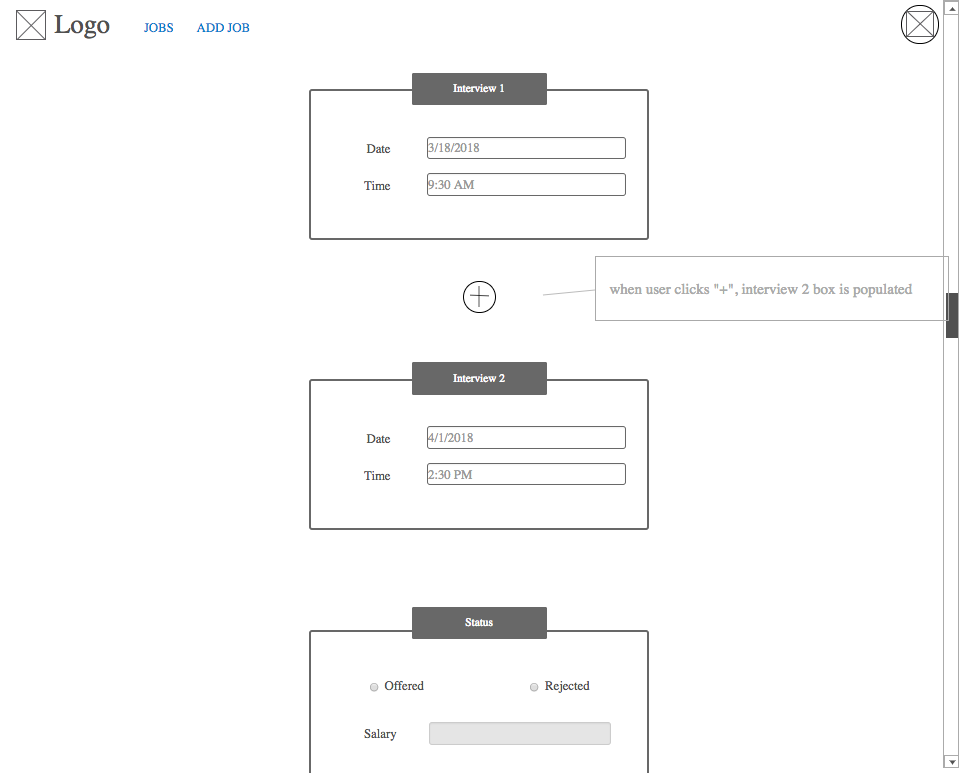 Logo JOBS ADD JOB
Interview 1
Date 3/18/2018
Time 9:30 AM
when user clicks "+", interview 2 box is populated
Interview 2
Date 4/1/2018
Time 2:30 PM
Status
Offered Rejected
Salary